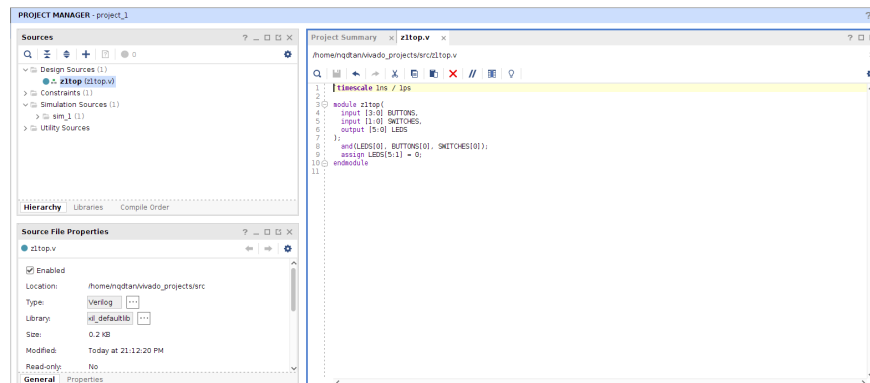 PROJECT MANAGER - project_1
?
Sources
? _
0
Design Sources (1)
z1top (z1top.v)
Constraints (1)
Simulation Sources (1)
sim_1 (1)
Utility Sources
Hierarchy Libraries Compile Order
Source File Properties
? _
z1top.v
Enabled
Location: /home/nqdtan/vivado_projects/src
Type: Verilog ...
Library: xil_defaultlib ...
Size: 0.2 KB
Modified: Today at 21:12:20 PM
Read-only: No
General Properties
Project Summary × z1top.v ×
?
/home/nqdtan/vivado_projects/src/z1top.v
1 `timescale 1ns / 1ps
2
3 module z1top(
4 input [3:0] BUTTONS,
5 input [1:0] SWITCHES,
6 output [5:0] LEDS
7 );
8 and(LEDS[0], BUTTONS[0], SWITCHES[0]);
9 assign LEDS[5:1] = 0;
10 endmodule
11